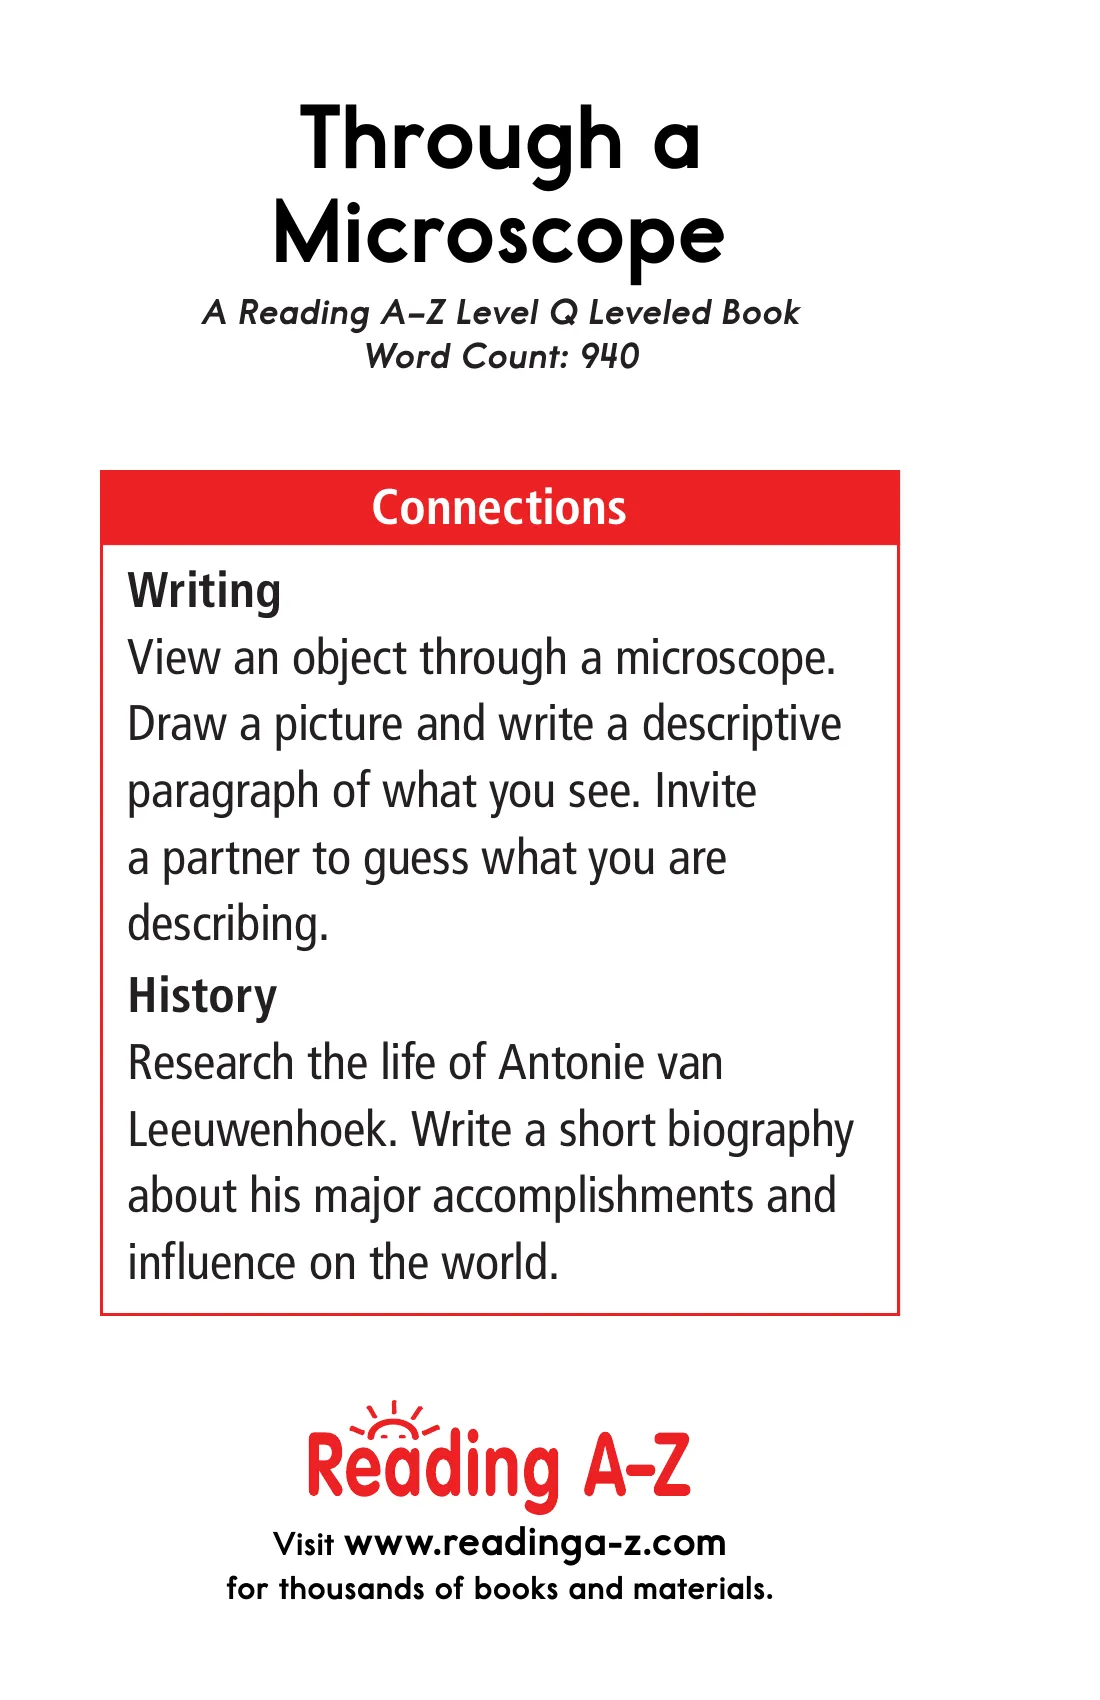 Through a
Microscope
A Reading A–Z Level Q Leveled Book
Word Count: 940
Connections
Writing
View an object through a microscope.
Draw a picture and write a descriptive
paragraph of what you see. Invite
a partner to guess what you are
describing.
History
Research the life of Antonie van
Leeuwenhoek. Write a short biography
about his major accomplishments and
influence on the world.
Reading A–Z
Visit www.readinga-z.com
for thousands of books and materials.